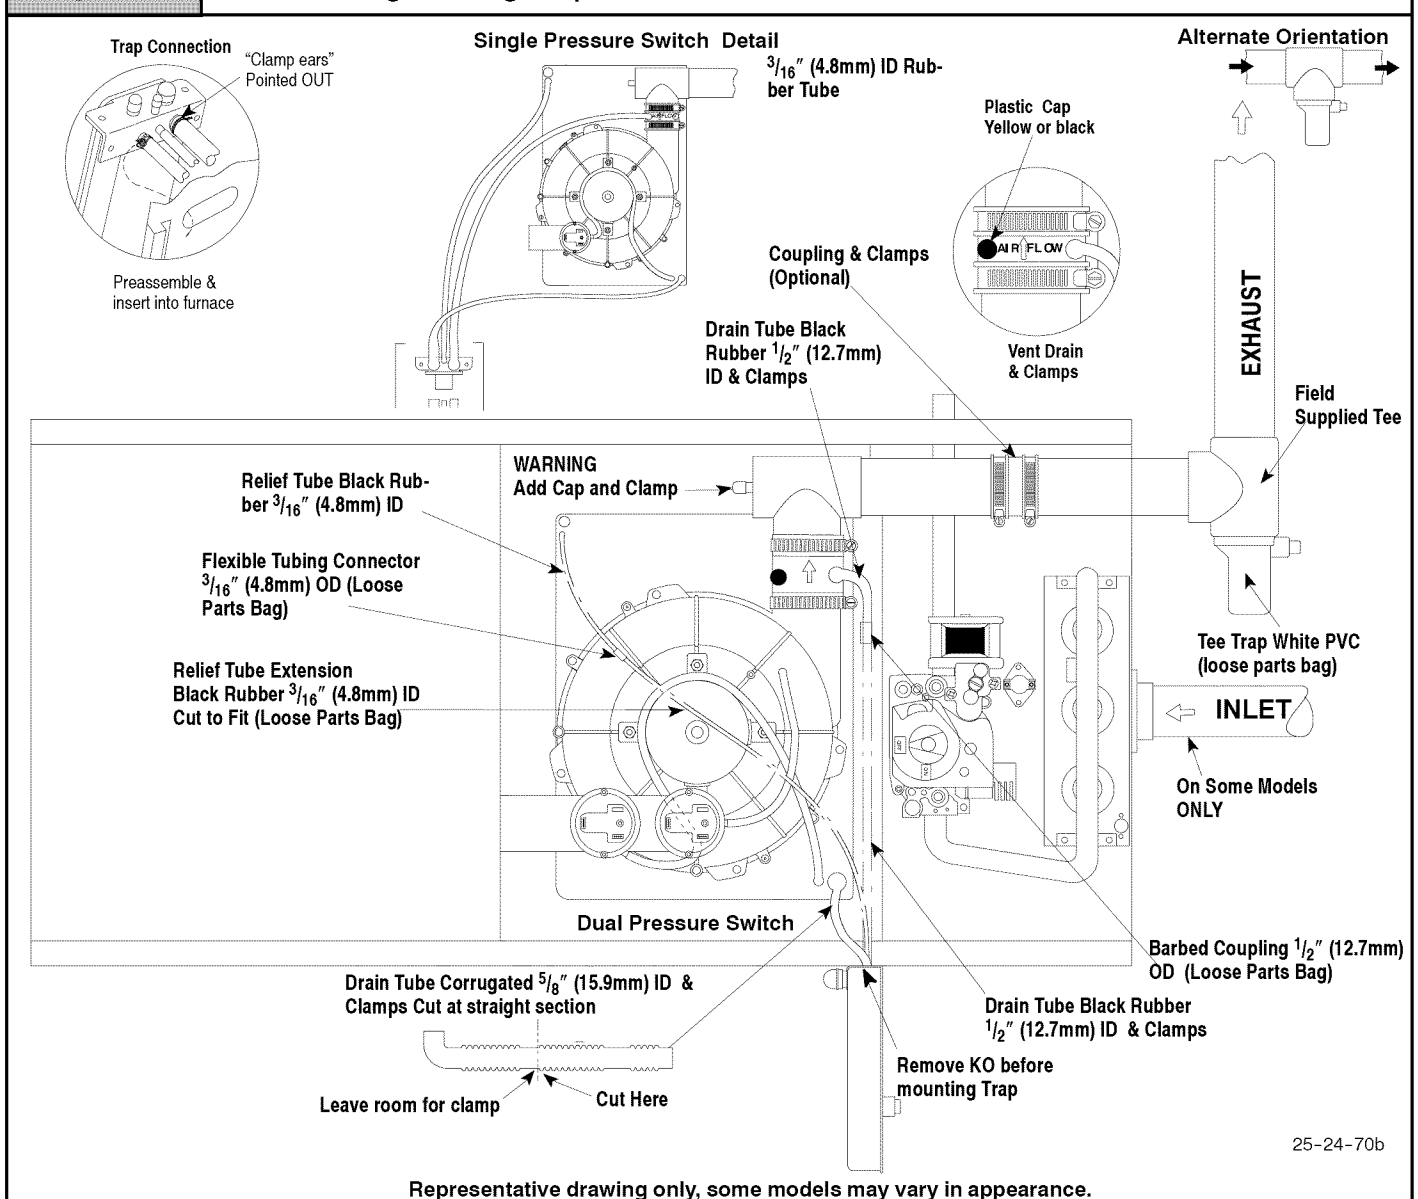 Trap Connection
“Clamp ears”
Pointed OUT
Preassemble &
insert into furnace
Single Pressure Switch Detail
3/16″ (4.8mm) ID Rub-
ber Tube
AIRFLOW
Plastic Cap
Yellow or black
AIR FLOW
Vent Drain
& Clamps
Alternate Orientation
EXHAUST
Coupling & Clamps
(Optional)
Drain Tube Black
Rubber 1/2″ (12.7mm)
ID & Clamps
Field
Supplied Tee
WARNING
Add Cap and Clamp
Relief Tube Black Rub-
ber 3/16″ (4.8mm) ID
Flexible Tubing Connector
3/16″ (4.8mm) OD (Loose
Parts Bag)
Relief Tube Extension
Black Rubber 3/16″ (4.8mm) ID
Cut to Fit (Loose Parts Bag)
Tee Trap White PVC
(loose parts bag)
INLET
On Some Models
ONLY
Dual Pressure Switch
Barbed Coupling 1/2″ (12.7mm)
OD (Loose Parts Bag)
Drain Tube Corrugated 5/8″ (15.9mm) ID &
Clamps Cut at straight section
Drain Tube Black Rubber
1/2″ (12.7mm) ID & Clamps
Remove KO before
mounting Trap
Leave room for clamp
Cut Here
25-24-70b
Representative drawing only, some models may vary in appearance.